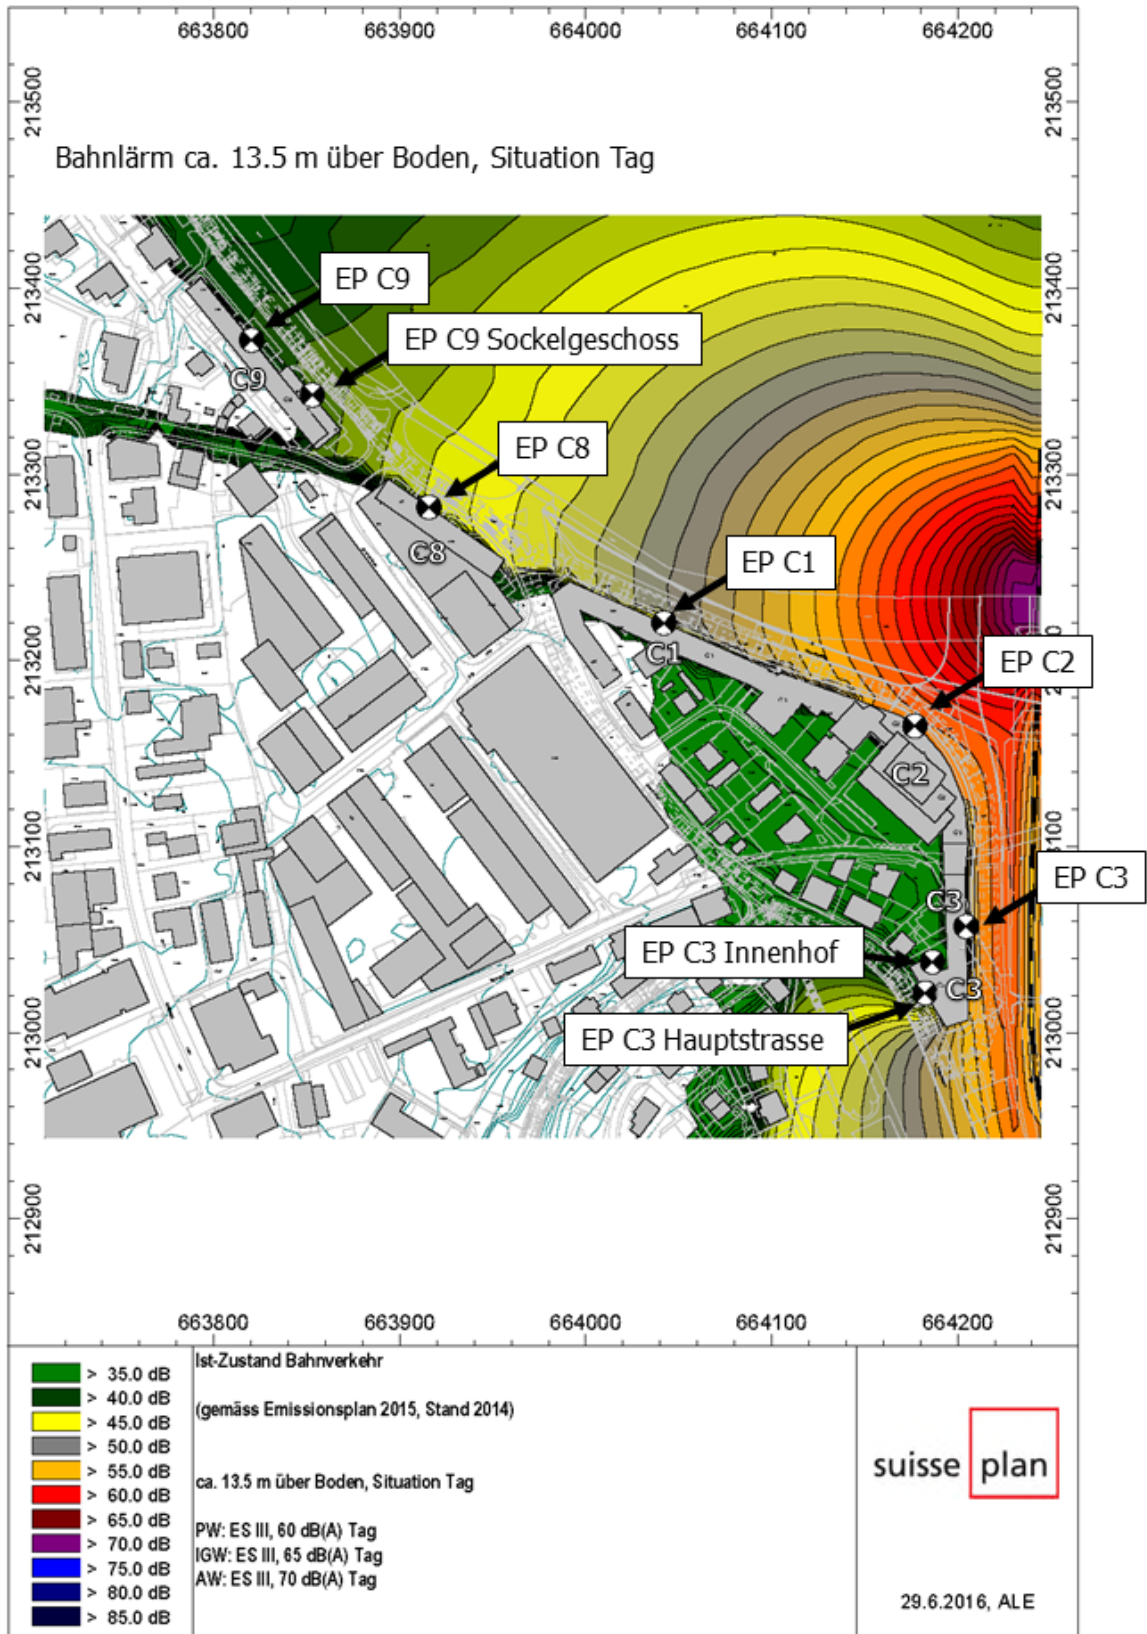 663800 663900 664000 664100 664200
213500 213500
Bahnlärm ca. 13.5 m über Boden, Situation Tag
213400 213400
EP C9
EP C9 Sockelgeschoss
C9
213300 213300
EP C8
C8
EP C1
213200
C1
EP C2
C2
213100 213100
EP C3
C3
EP C3 Innenhof
C3
213000 213000
EP C3 Hauptstrasse
212900 212900
663800 663900 664000 664100 664200
> 35.0 dB
> 40.0 dB
> 45.0 dB
> 50.0 dB
> 55.0 dB
> 60.0 dB
> 65.0 dB
> 70.0 dB
> 75.0 dB
> 80.0 dB
> 85.0 dB
Ist-Zustand Bahnverkehr
(gemäss Emissionsplan 2015, Stand 2014)
ca. 13.5 m über Boden, Situation Tag
PW: ES III, 60 dB(A) Tag
IGW: ES III, 65 dB(A) Tag
AW: ES III, 70 dB(A) Tag
suisse plan
29.6.2016, ALE